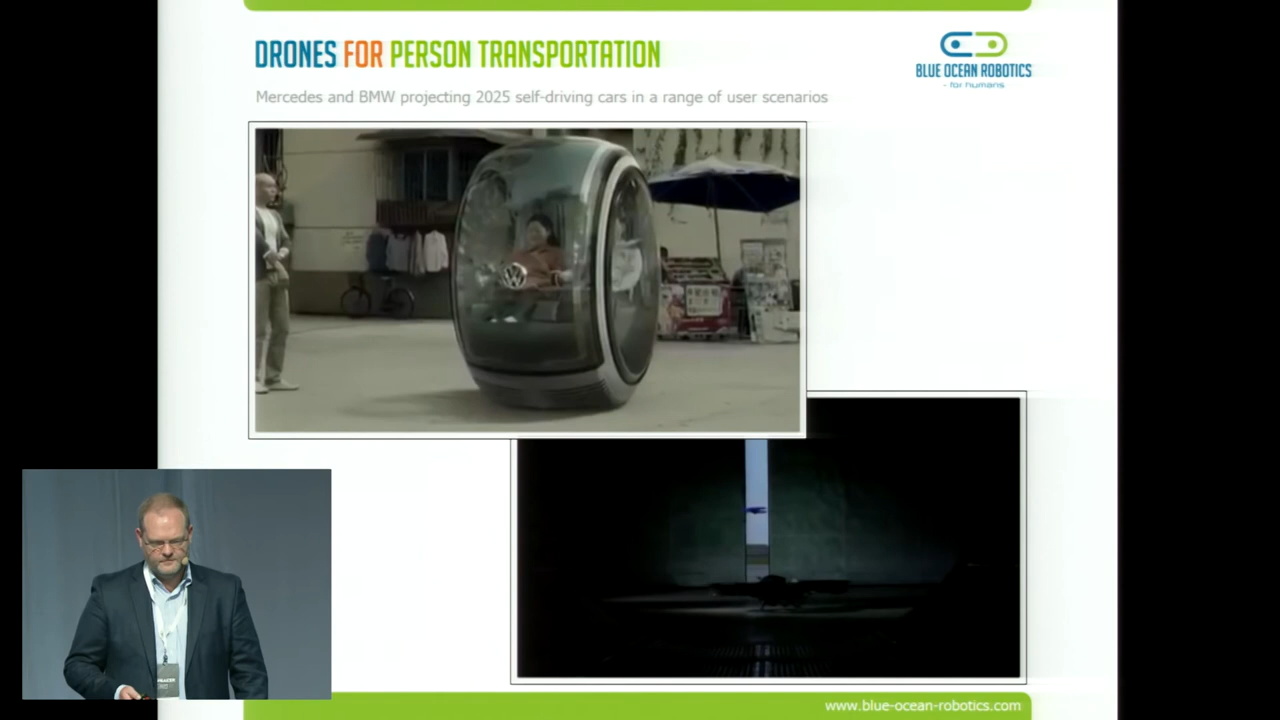 DRONES FOR PERSON TRANSPORTATION
BLUE OCEAN ROBOTICS
- for humans
Mercedes and BMW projecting 2025 self-driving cars in a range of user scenarios
www.blue-ocean-robotics.com